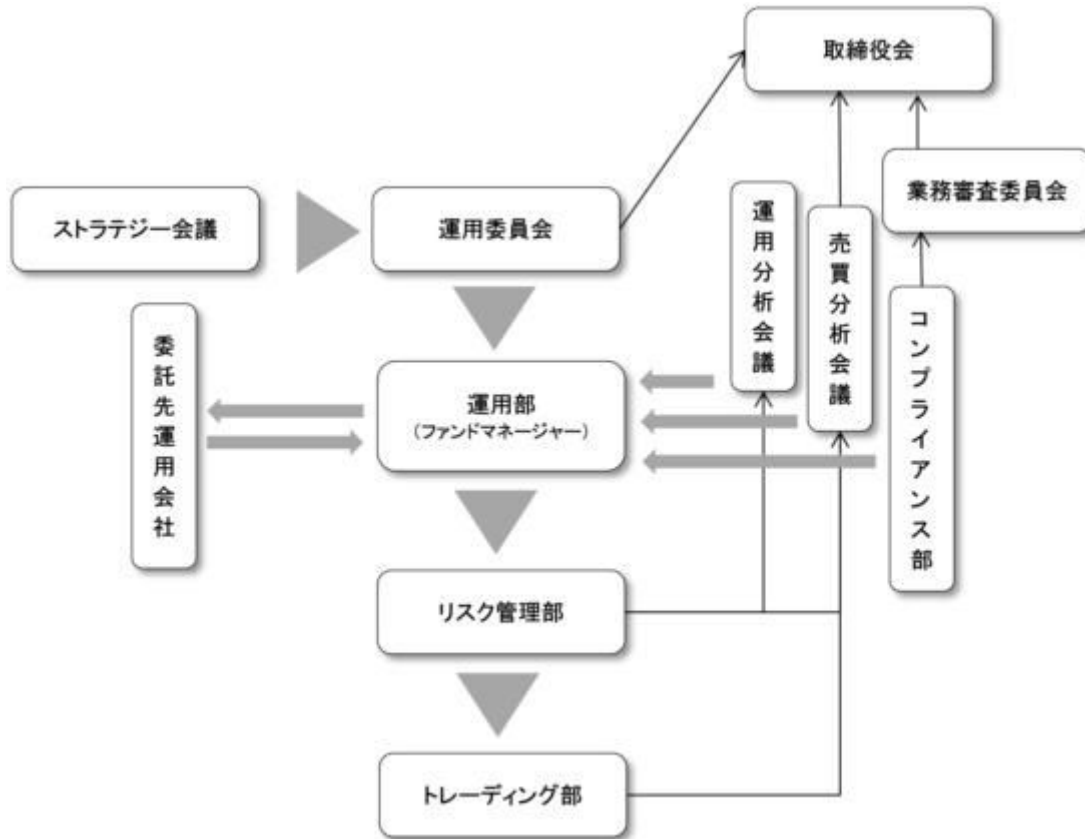 取締役会
業務審査委員会
ストラテジー会議
運用委員会
運用分析会議
売買分析会議
コンプライアンス部
委託先運用会社
運用部
（ファンドマネージャー）
リスク管理部
トレーディング部